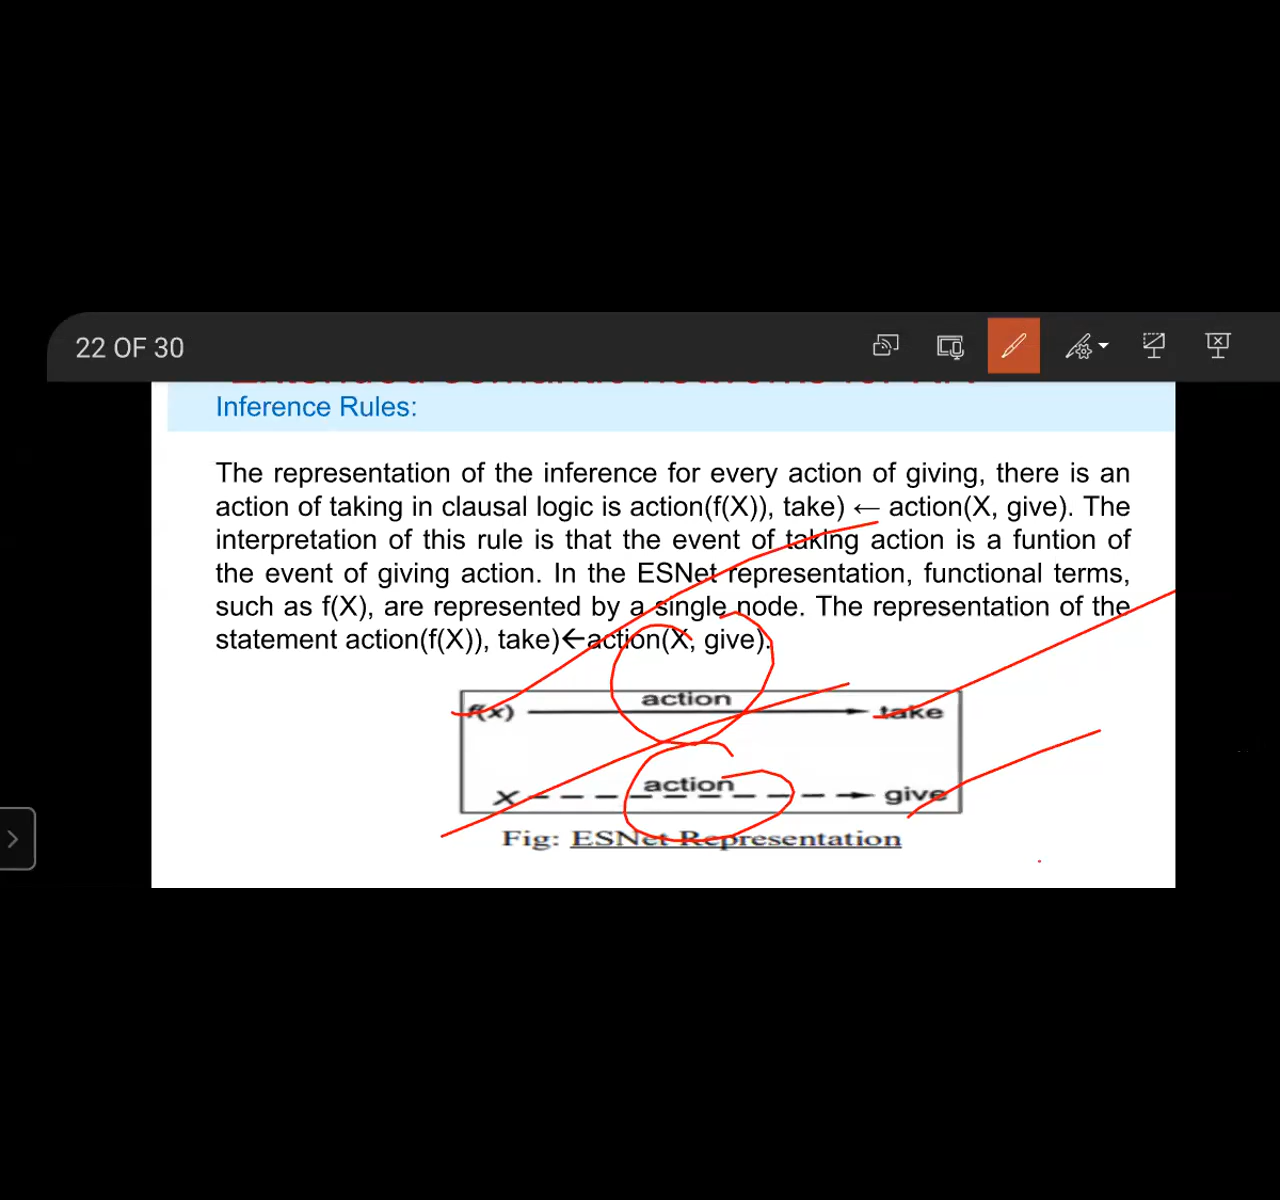 22 OF 30
Inference Rules:
The representation of the inference for every action of giving, there is an
action of taking in clausal logic is action(f(X)), take) ← action(X, give). The
interpretation of this rule is that the event of taking action is a funtion of
the event of giving action. In the ESNet representation, functional terms,
such as f(X), are represented by a single node. The representation of the
statement action(f(X)), take)←action(X, give).
f(x) action take
X action give
Fig: ESNet Representation